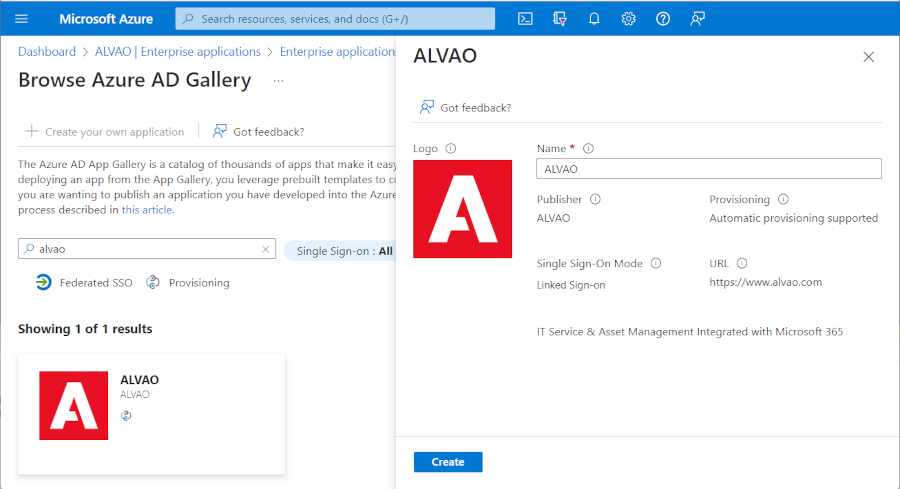 Microsoft Azure
Search resources, services, and docs (G+/)
Dashboard > ALVAO | Enterprise applications > Enterprise applications
Browse Azure AD Gallery ...
+ Create your own application
Got feedback?
The Azure AD App Gallery is a catalog of thousands of apps that make it easy
deploying an app from the App Gallery, you leverage prebuilt templates to co
you are wanting to publish an application you have developed into the Azure
process described in this article.
alvao
Single Sign-on : All
Federated SSO
Provisioning
Showing 1 of 1 results
A
ALVAO
ALVAO
ALVAO
Got feedback?
Logo
A
Name *
ALVAO
Publisher
ALVAO
Provisioning
Automatic provisioning supported
Single Sign-On Mode
Linked Sign-on
URL
https://www.alvao.com
IT Service & Asset Management Integrated with Microsoft 365
Create